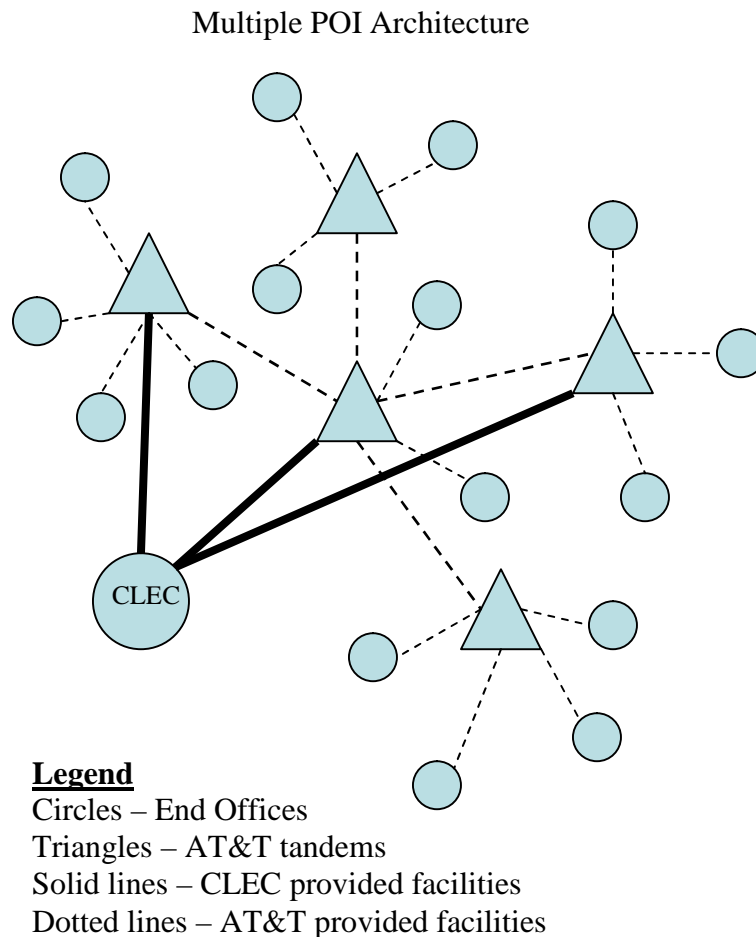 Multiple POI Architecture
CLEC
Legend
Circles – End Offices
Triangles – AT&T tandems
Solid lines – CLEC provided facilities
Dotted lines – AT&T provided facilities